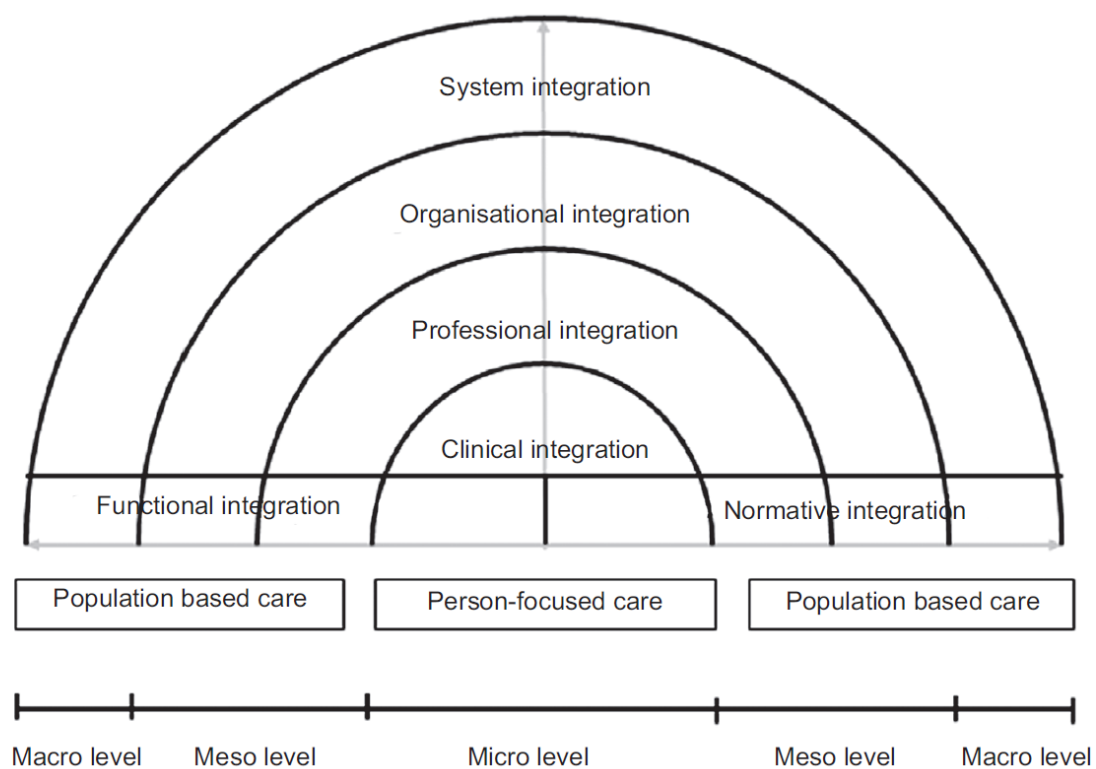 System integration
Organisational integration
Professional integration
Clinical integration
Functional integration
Normative integration
Population based care
Person-focused care
Population based care
Macro level
Meso level
Micro level
Meso level
Macro level